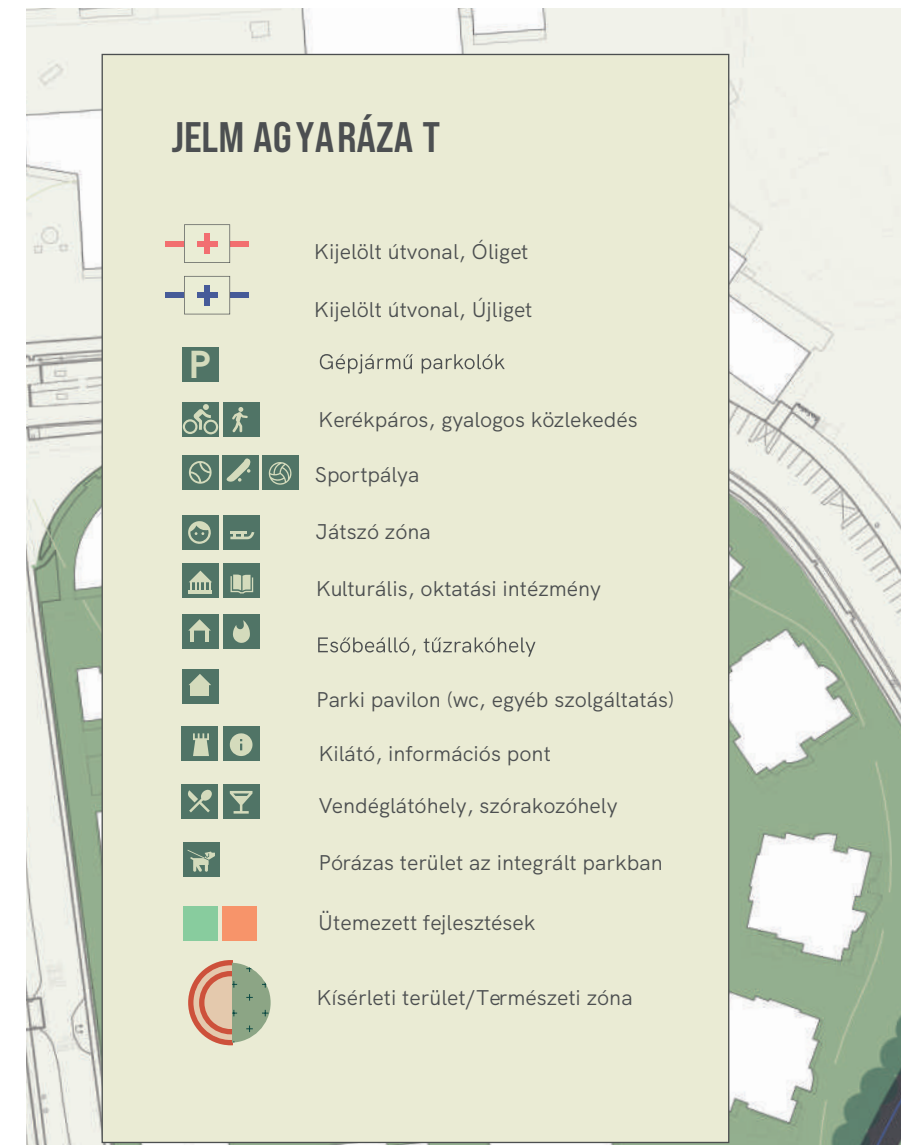 JELM AGYARÁZA T
Kijelölt útvonal, Óliget
Kijelölt útvonal, Újliget
P Gépjármű parkolók
Kerékpáros, gyalogos közlekedés
Sportpálya
Játszó zóna
Kulturális, oktatási intézmény
Esőbeálló, tűzrakóhely
Parki pavilon (wc, egyéb szolgáltatás)
Kilátó, információs pont
Vendéglátóhely, szórakozóhely
Pórázas terület az integrált parkban
Ütemezett fejlesztések
Kísérleti terület/Természeti zóna